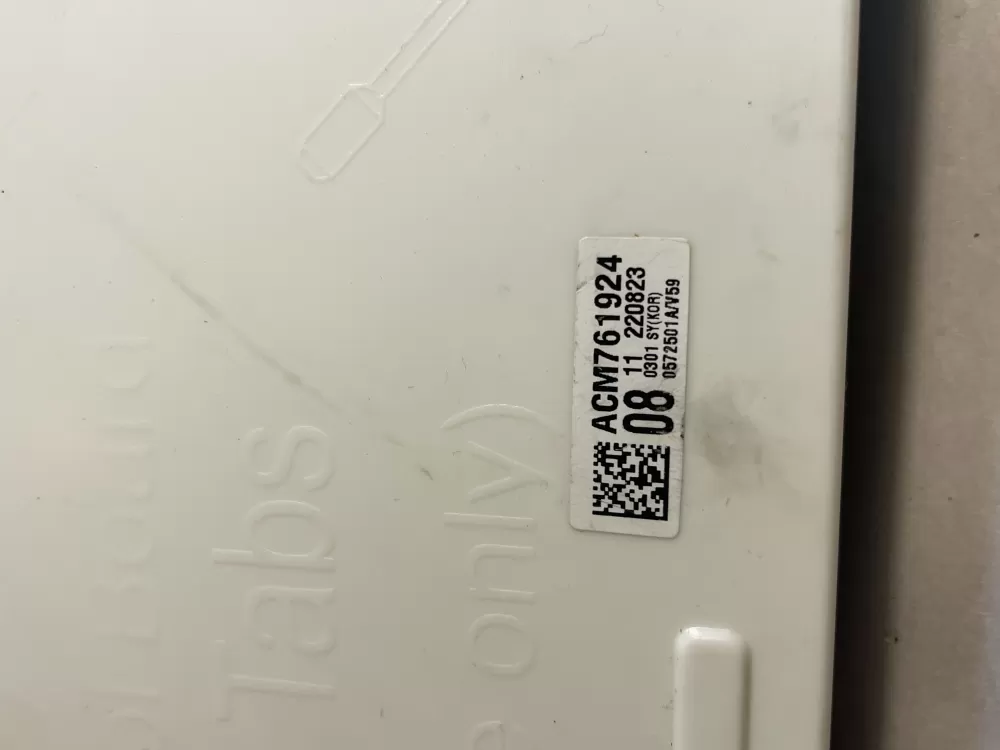 ACM761924
08 11 220823
0301 SY(KOR)
0572501A/V59
Tabs
only)